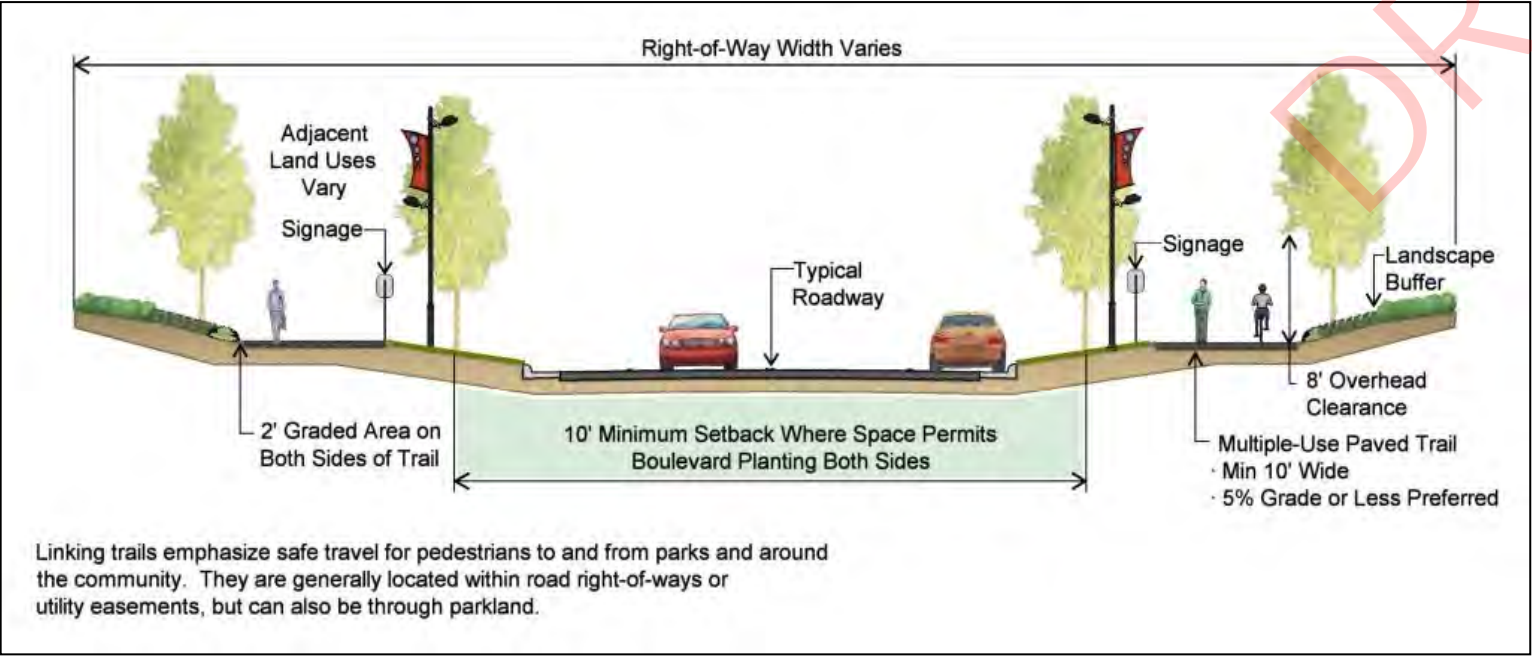 Right-of-Way Width Varies
Adjacent
Land Uses
Vary
Signage
Typical
Roadway
Signage
Landscape
Buffer
8' Overhead
Clearance
2' Graded Area on
Both Sides of Trail
10' Minimum Setback Where Space Permits
Boulevard Planting Both Sides
Multiple-Use Paved Trail
· Min 10' Wide
· 5% Grade or Less Preferred
Linking trails emphasize safe travel for pedestrians to and from parks and around
the community. They are generally located within road right-of-ways or
utility easements, but can also be through parkland.
DR